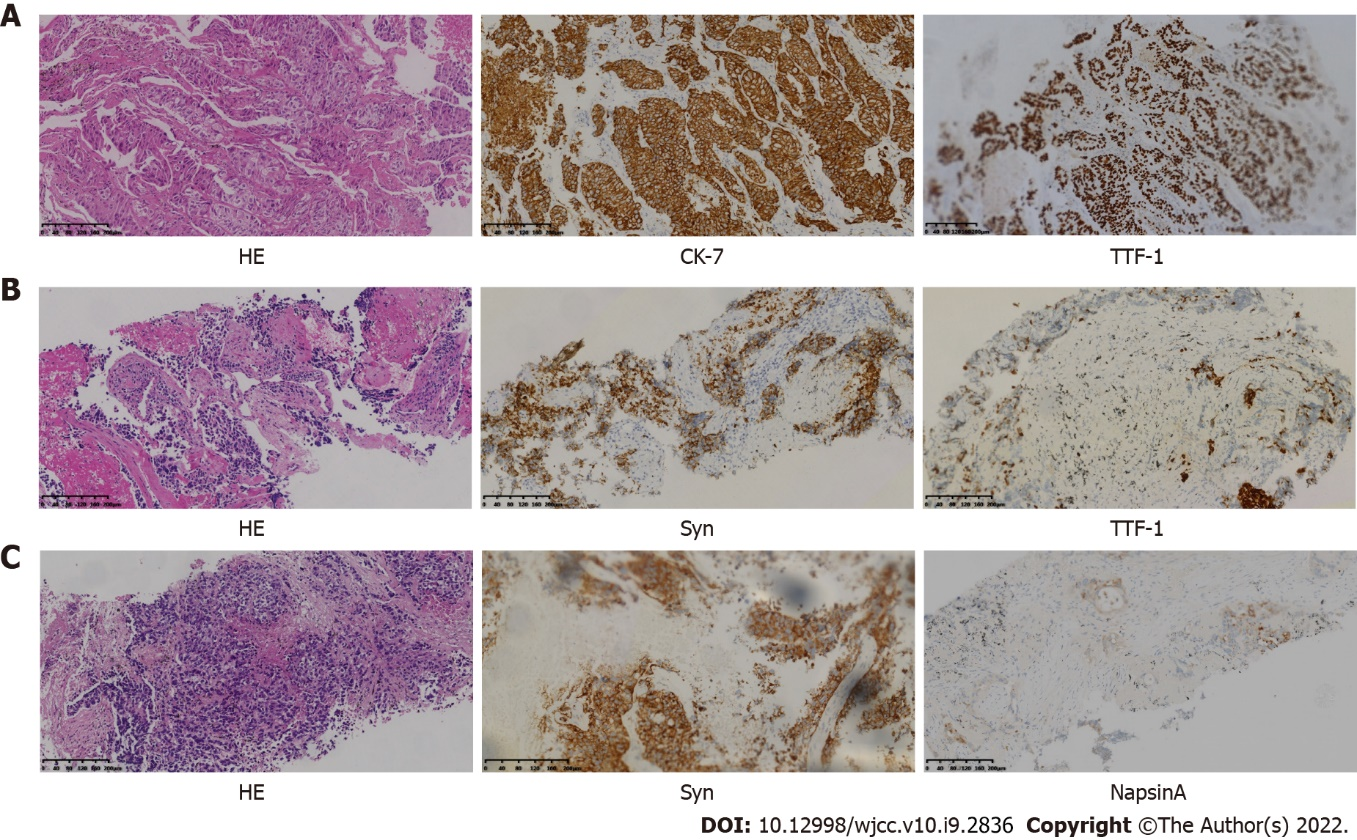 A
HE CK-7 TTF-1
B
HE Syn TTF-1
C
HE Syn NapsinA
DOI: 10.12998/wjcc.v10.i9.2836 Copyright ©The Author(s) 2022.